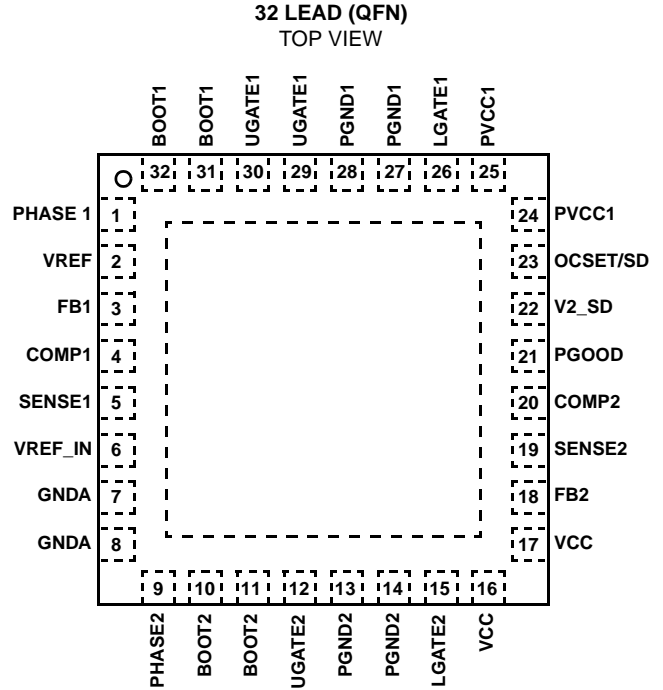 32 LEAD (QFN)
TOP VIEW
BOOT1
BOOT1
UGATE1
UGATE1
PGND1
PGND1
LGATE1
PVCC1
32 31 30 29 28 27 26 25
PHASE 1 1
VREF 2
FB1 3
COMP1 4
SENSE1 5
VREF_IN 6
GNDA 7
GNDA 8
24 PVCC1
23 OCSET/SD
22 V2_SD
21 PGOOD
20 COMP2
19 SENSE2
18 FB2
17 VCC
9 10 11 12 13 14 15 16
PHASE2
BOOT2
BOOT2
UGATE2
PGND2
PGND2
LGATE2
VCC